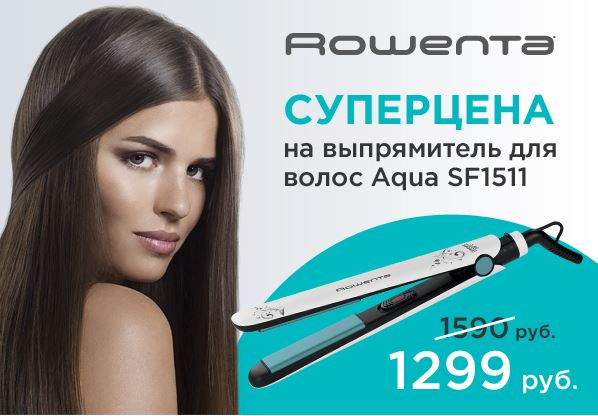 Rowenta
СУПЕРЦЕНА
на выпрямитель для
волос Aqua SF1511
Rowenta
1590 руб.
1299 руб.